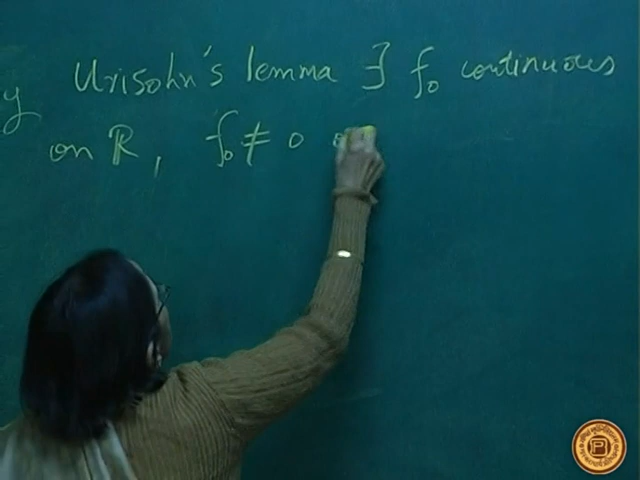 y Urisohn's lemma ∃ f₀ continuous
on ℝ, f₀ ≠ 0